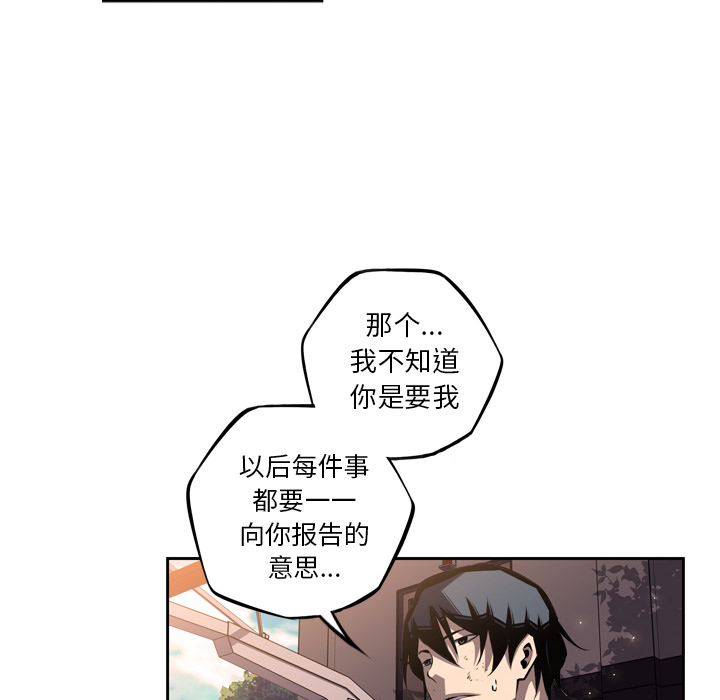 那个...
我不知道
你是要我
以后每件事
都要一一
向你报告的
意思...